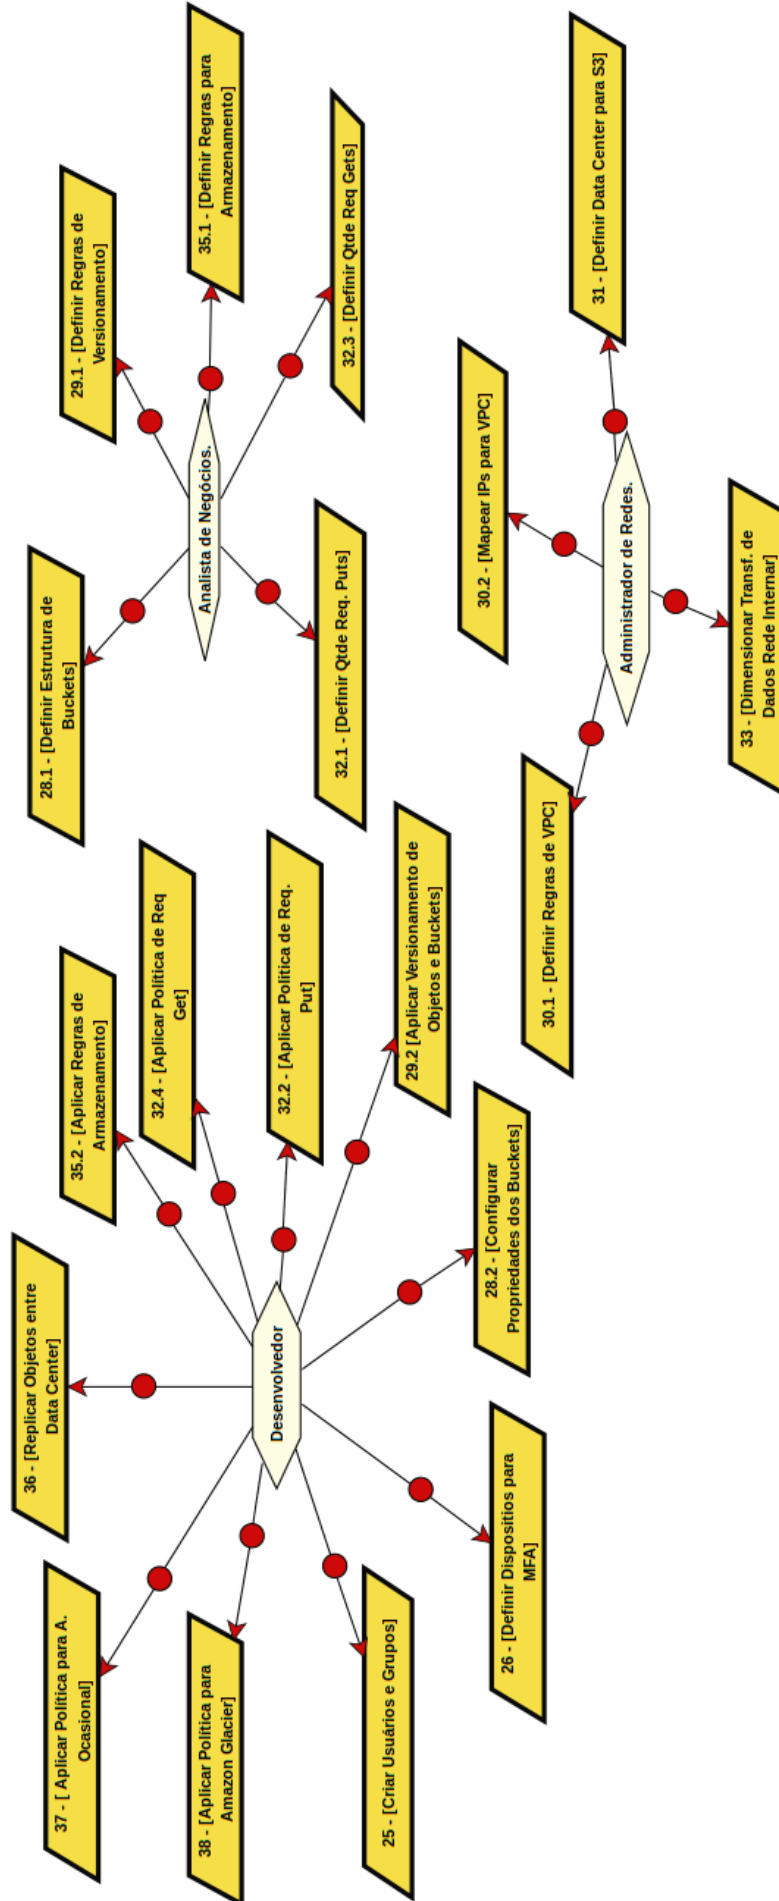 36 - [Replicar Objetos entre
Data Center]
35.2 - [Aplicar Regras de
Armazenamento]
28.1 - [Definir Estrutura de
Buckets]
29.1 - [Definir Regras de
Versionamento]
37 - [ Aplicar Política para A.
Ocasional]
32.4 - [Aplicar Política de Req
Get]
35.1 - [Definir Regras para
Armazenamento]
38 - [Aplicar Política para
Amazon Glacier]
Desenvolvedor
32.2 - [Aplicar Política de Req.
Put]
Analista de Negócios.
32.1 - [Definir Qtde Req. Puts]
32.3 - [Definir Qtde Req Gets]
25 - [Criar Usuários e Grupos]
29.2 [Aplicar Versionamento de
Objetos e Buckets]
26 - [Definir Dispositios para
MFA]
28.2 - [Configurar
Propriedades dos Buckets]
30.2 - [Mapear IPs para VPC]
30.1 - [Definir Regras de VPC]
31 - [Definir Data Center para S3]
Administrador de Redes.
33 - [Dimensionar Transf. de
Dados Rede Internar]